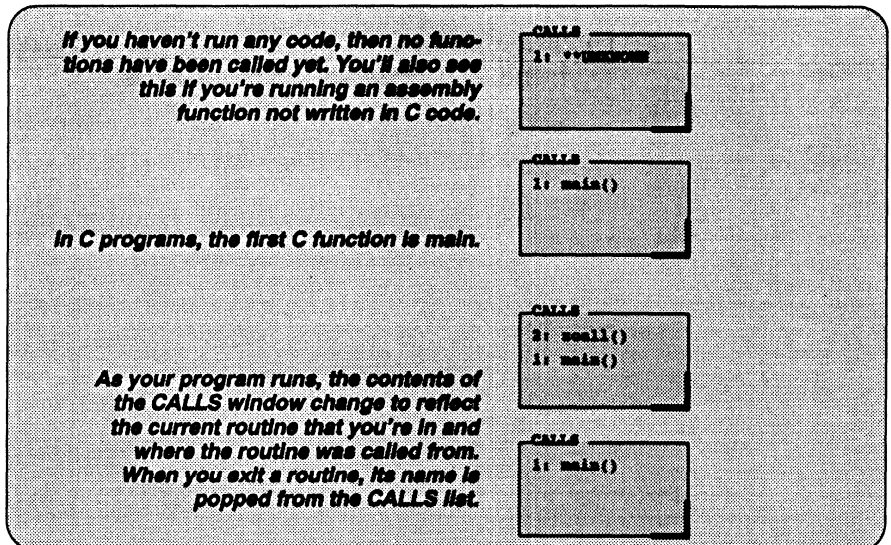 If you haven't run any code, then no func-
tions have been called yet. You'll also see
this if you're running an assembly
function not written in C code.
CALLS
1: **UNKNOWN
CALLS
1: main()
In C programs, the first C function is main.
CALLS
2: xcall()
1: main()
As your program runs, the contents of
the CALLS window change to reflect
the current routine that you're in and
where the routine was called from.
When you exit a routine, its name is
popped from the CALLS list.
CALLS
1: main()